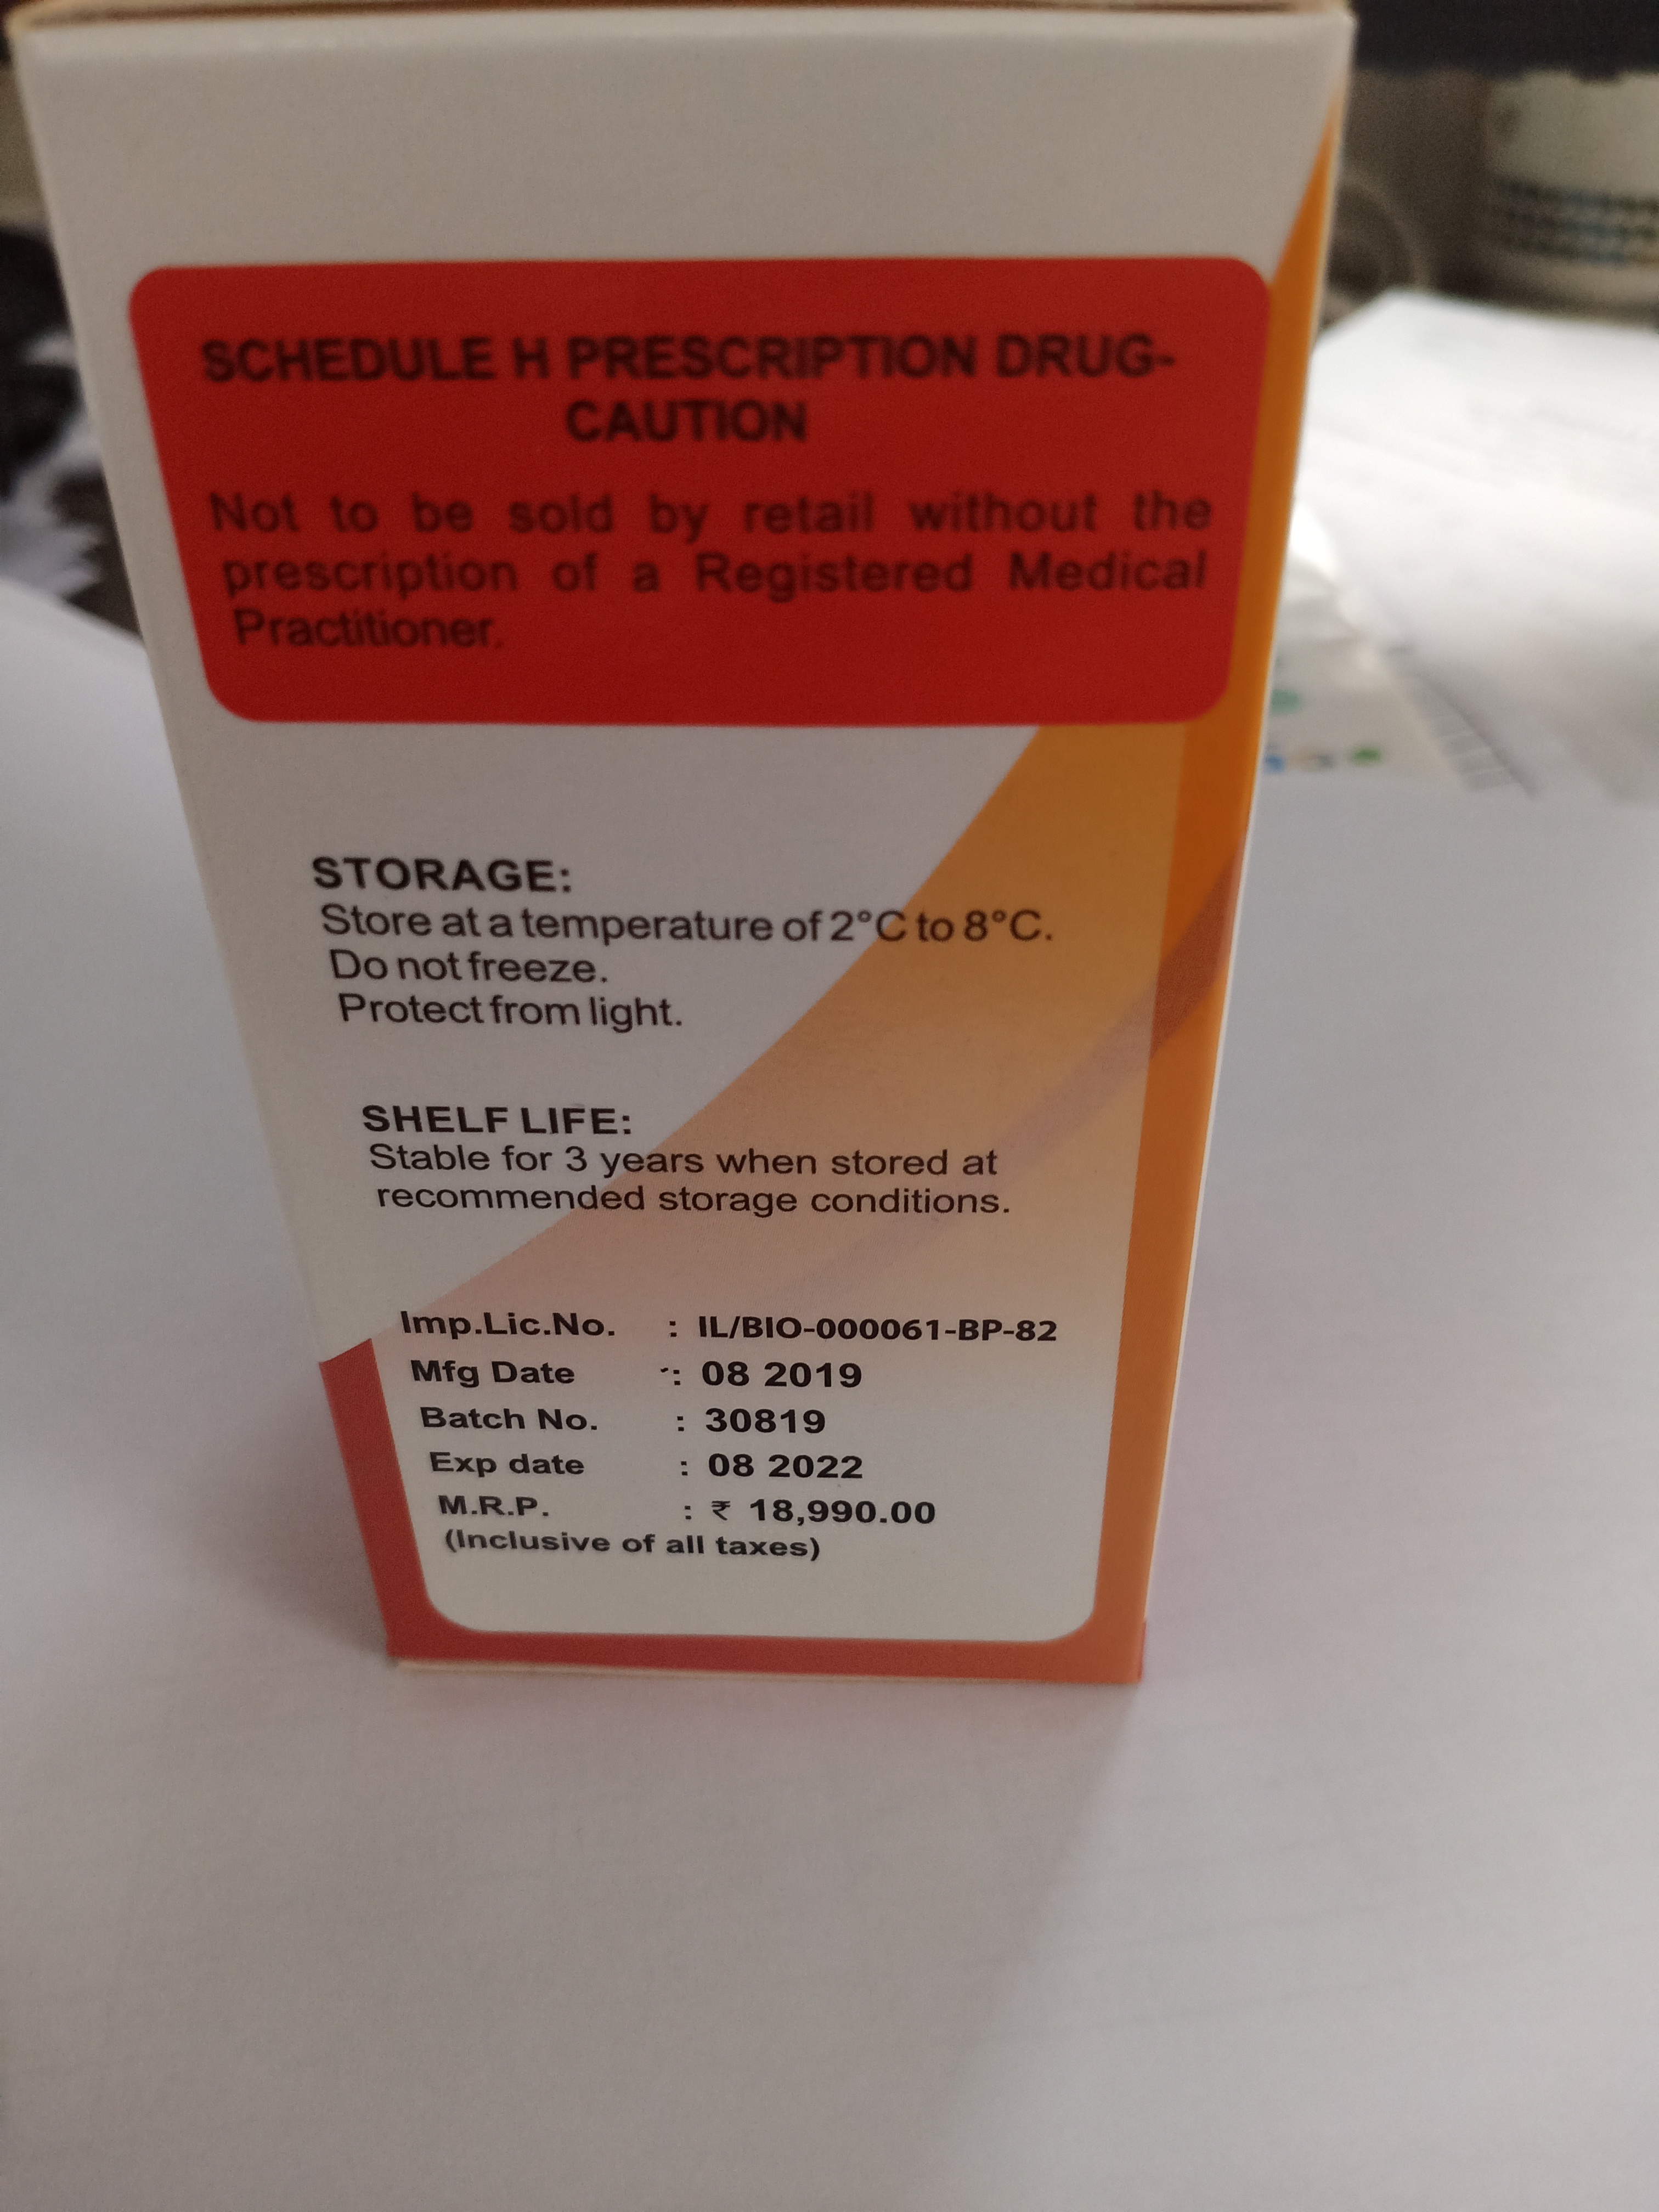 SCHEDULE H PRESCRIPTION DRUG-
CAUTION
Not to be sold by retail without the
prescription of a Registered Medical
Practitioner.
STORAGE:
Store at a temperature of 2°C to 8°C.
Do not freeze.
Protect from light.
SHELF LIFE:
Stable for 3 years when stored at
recommended storage conditions.
Imp.Lic.No. : IL/BIO-000061-BP-82
Mfg Date : 08 2019
Batch No. : 30819
Exp date : 08 2022
M.R.P. : ₹ 18,990.00
(Inclusive of all taxes)